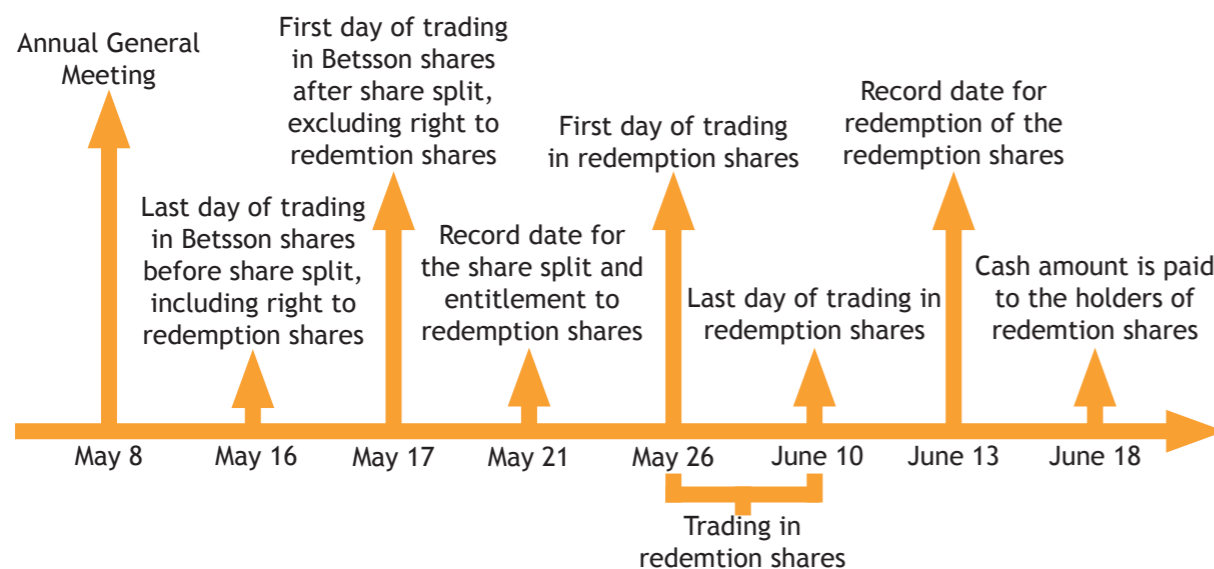 Annual General
Meeting
First day of trading
in Betsson shares
after share split,
excluding right to
redemtion shares
Last day of trading
in Betsson shares
before share split,
including right to
redemption shares
Record date for
the share split and
entitlement to
redemption shares
First day of trading
in redemption shares
Last day of trading in
redemption shares
Record date for
redemption of the
redemption shares
Cash amount is paid
to the holders of
redemtion shares
May 8
May 16
May 17
May 21
May 26
June 10
June 13
June 18
Trading in
redemtion shares